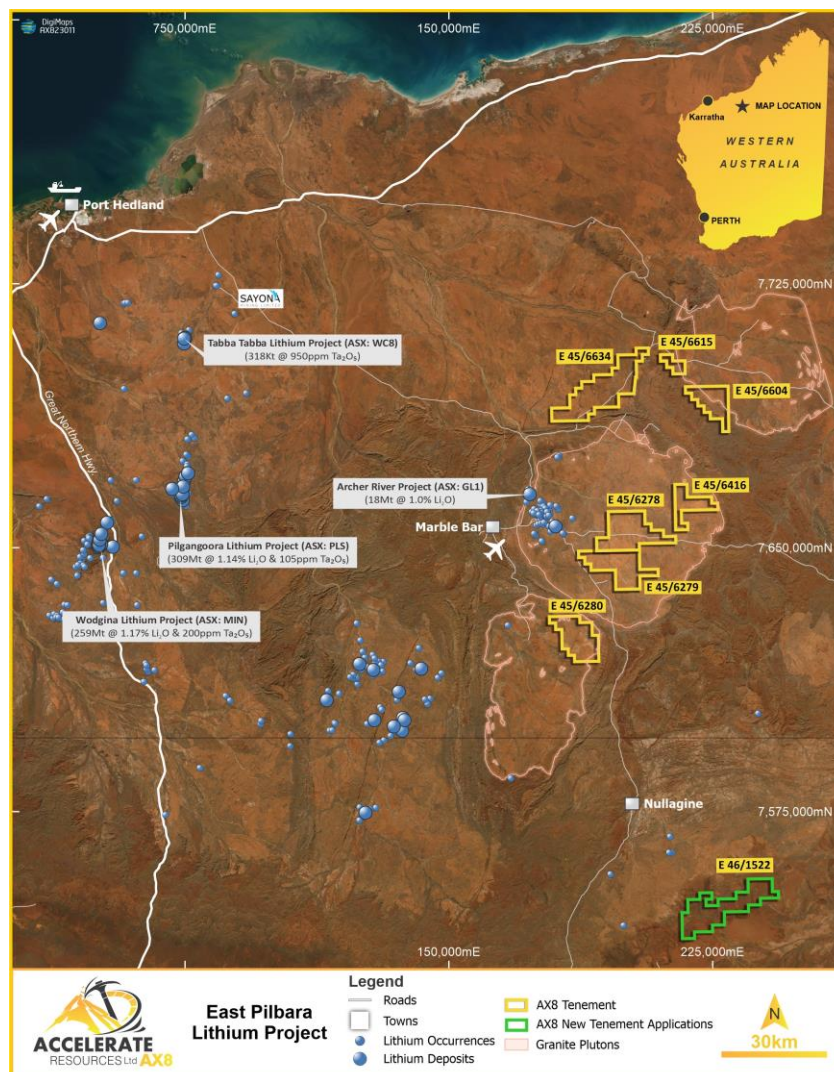 DigiMaps
AX823011
750,000mE
150,000mE
225,000mE
MAP LOCATION
Karratha
WESTERN
AUSTRALIA
PERTH
Port Hedland
SAYONA
7,725,000mN
Tabba Tabba Lithium Project (ASX: WC8)
(318Kt @ 950ppm Ta₂O₅)
E 45/6634
E 45/6615
E 45/6604
Great Northern Hwy
Archer River Project (ASX: GL1)
(18Mt @ 1.0% Li₂O)
E 45/6416
E 45/6278
Marble Bar
Pilgangoora Lithium Project (ASX: PLS)
(309Mt @ 1.14% Li₂O & 105ppm Ta₂O₅)
7,650,000mN
E 45/6279
Wodgina Lithium Project (ASX: MIN)
(259Mt @ 1.17% Li₂O & 200ppm Ta₂O₅)
E 45/6280
Nullagine
7,575,000mN
E 46/1522
150,000mE
225,000mE
ACCELERATE
RESOURCES Ltd AX8
East Pilbara
Lithium Project
Legend
Roads
Towns
Lithium Occurrences
Lithium Deposits
AX8 Tenement
AX8 New Tenement Applications
Granite Plutons
N
30km